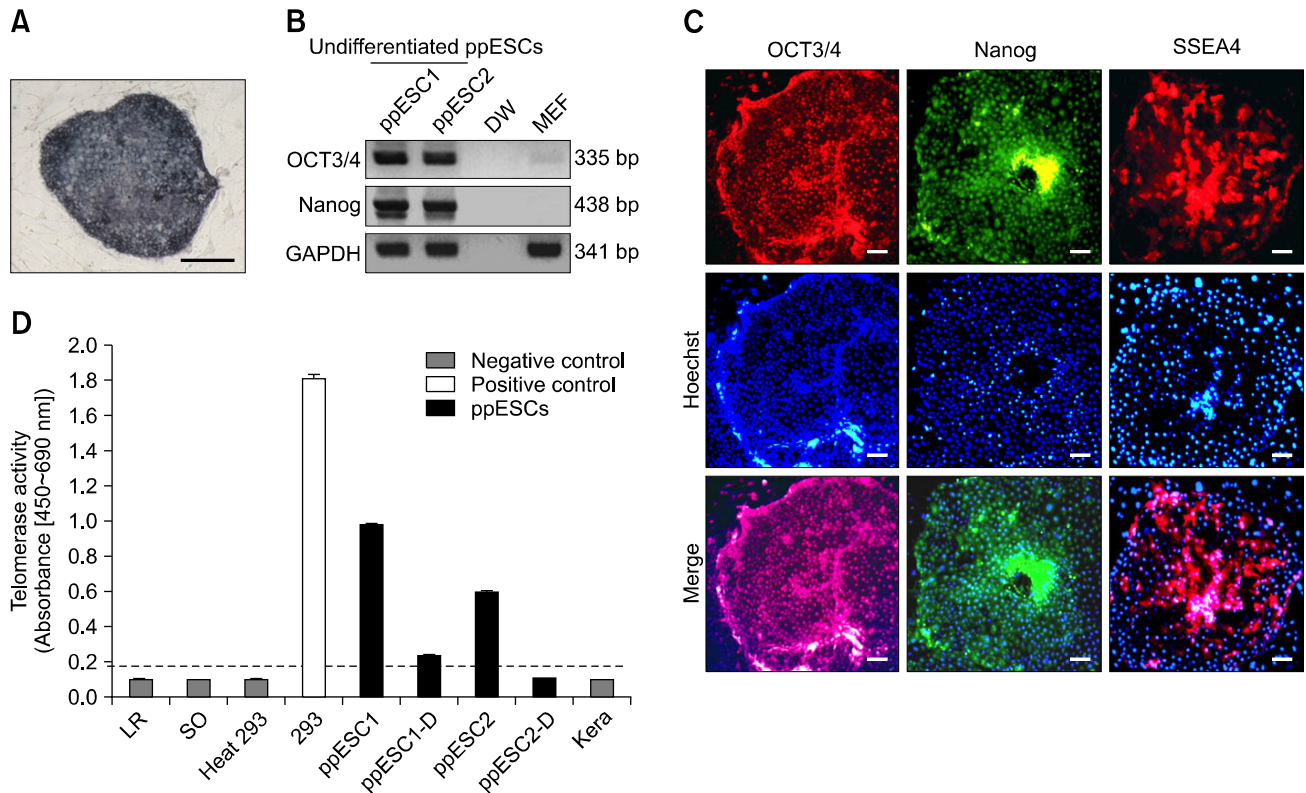 A
B
Undifferentiated ppESCs
ppESC1 ppESC2 DW MEF
OCT3/4 335 bp
Nanog 438 bp
GAPDH 341 bp
C
OCT3/4 Nanog SSEA4
Hoechst
Merge
D
Telomerase activity
(Absorbance [450~690 nm])
2.0
1.8
1.6
1.4
1.2
1.0
0.8
0.6
0.4
0.2
0.0
Negative control
Positive control
ppESCs
LR SO Heat 293 293 ppESC1 ppESC1-D ppESC2 ppESC2-D Kera